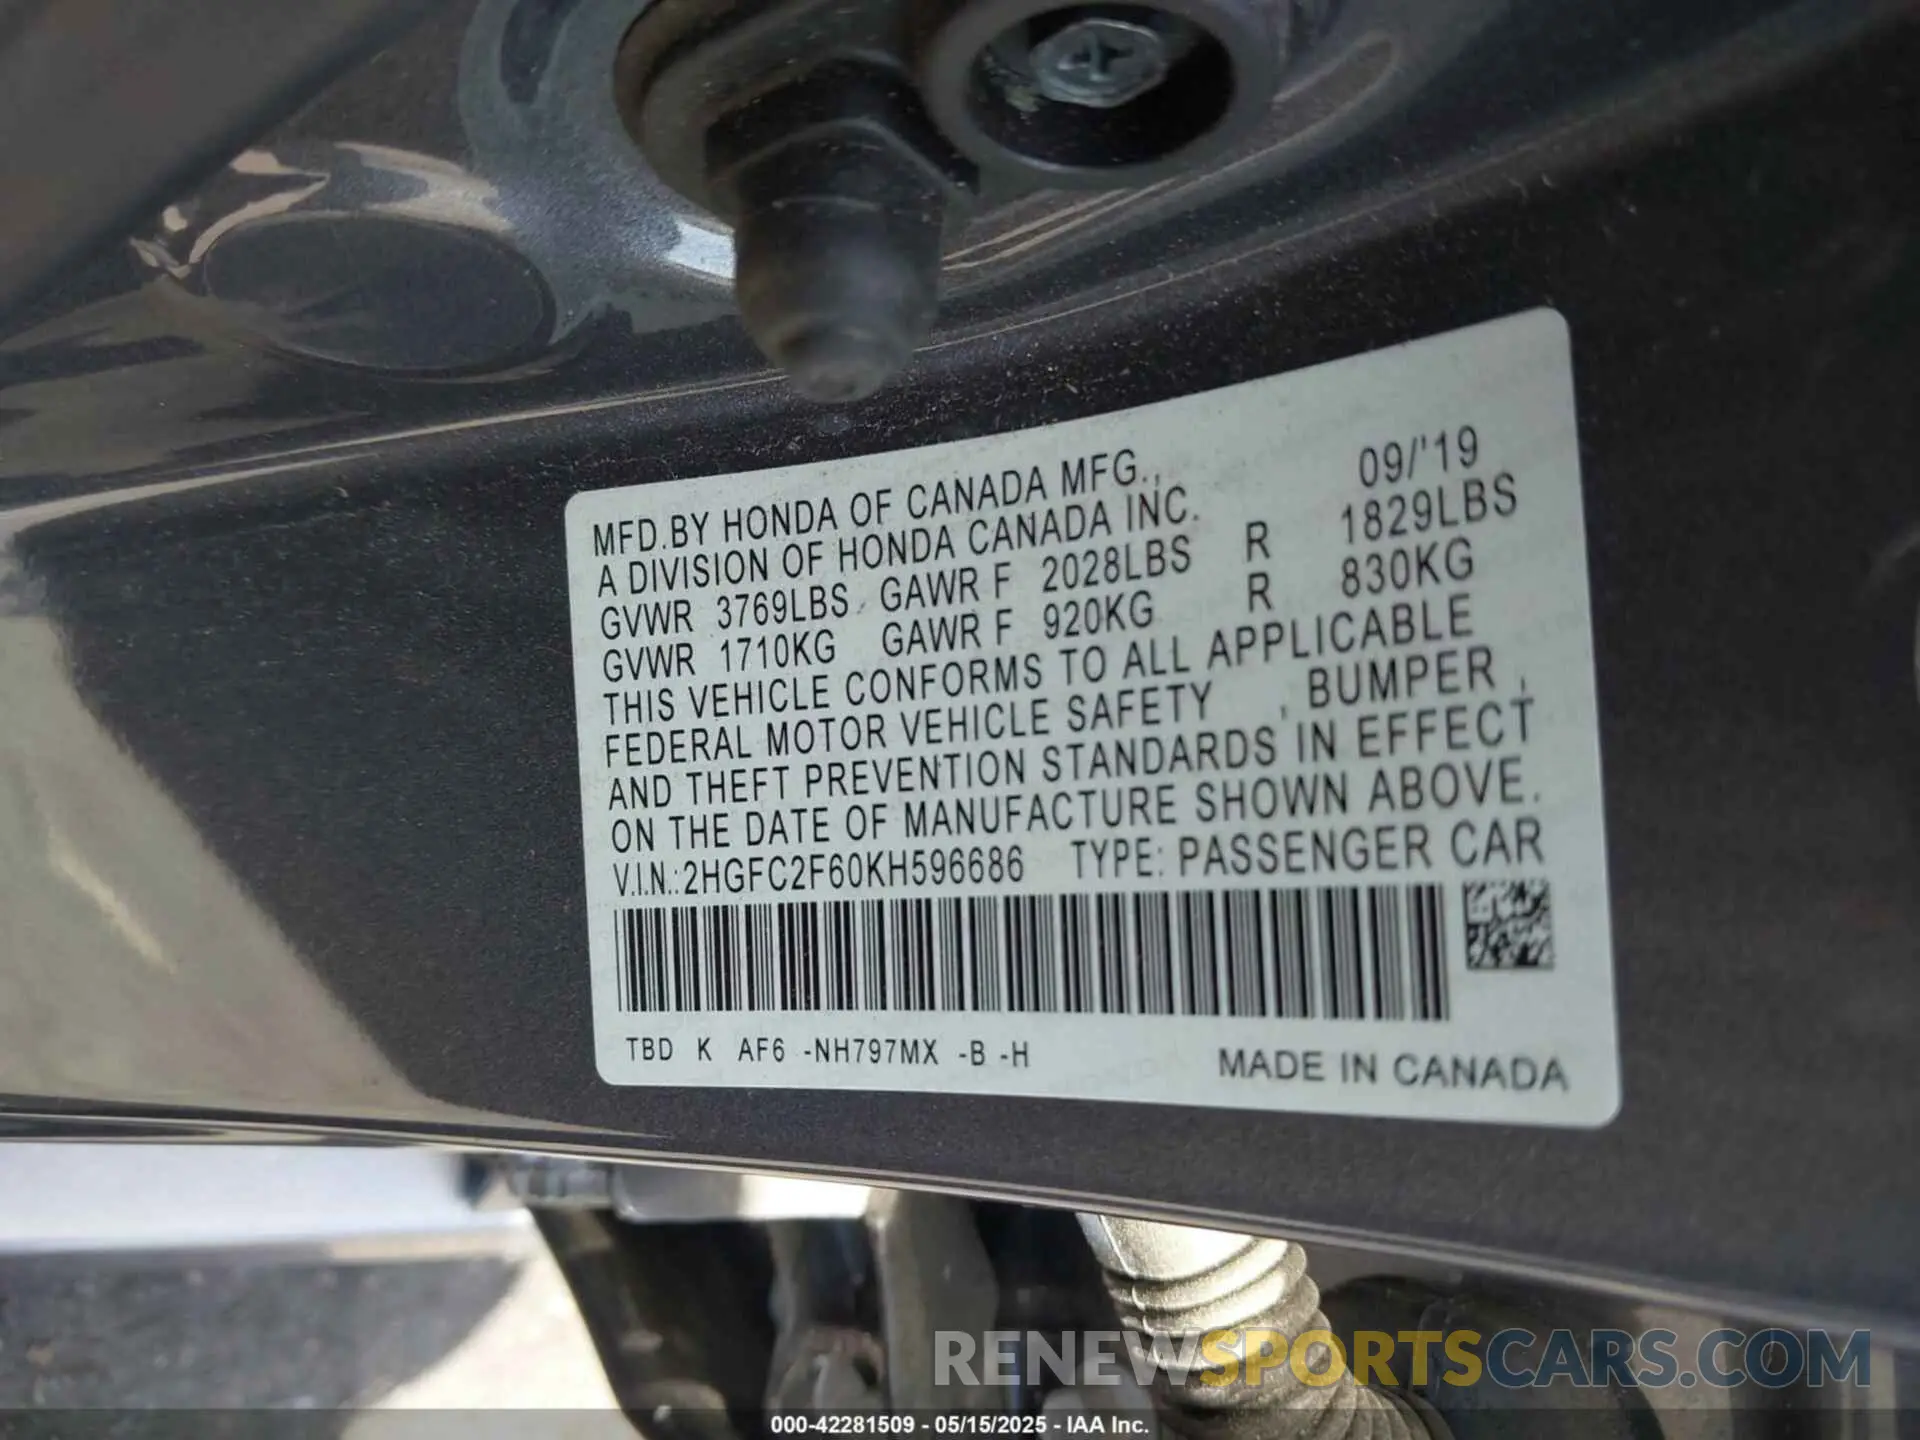 MFD.BY HONDA OF CANADA MFG., 09/'19
A DIVISION OF HONDA CANADA INC.
GVWR 3769LBS GAWR F 2028LBS R 1829LBS
GVWR 1710KG GAWR F 920KG R 830KG
THIS VEHICLE CONFORMS TO ALL APPLICABLE
FEDERAL MOTOR VEHICLE SAFETY , BUMPER ,
AND THEFT PREVENTION STANDARDS IN EFFECT
ON THE DATE OF MANUFACTURE SHOWN ABOVE.
V.I.N.:2HGFC2F60KH596686 TYPE: PASSENGER CAR
TBD K AF6 -NH797MX -B -H MADE IN CANADA
RENEWSPORTSCARS.COM
000-42281509 - 05/15/2025 - IAA Inc.